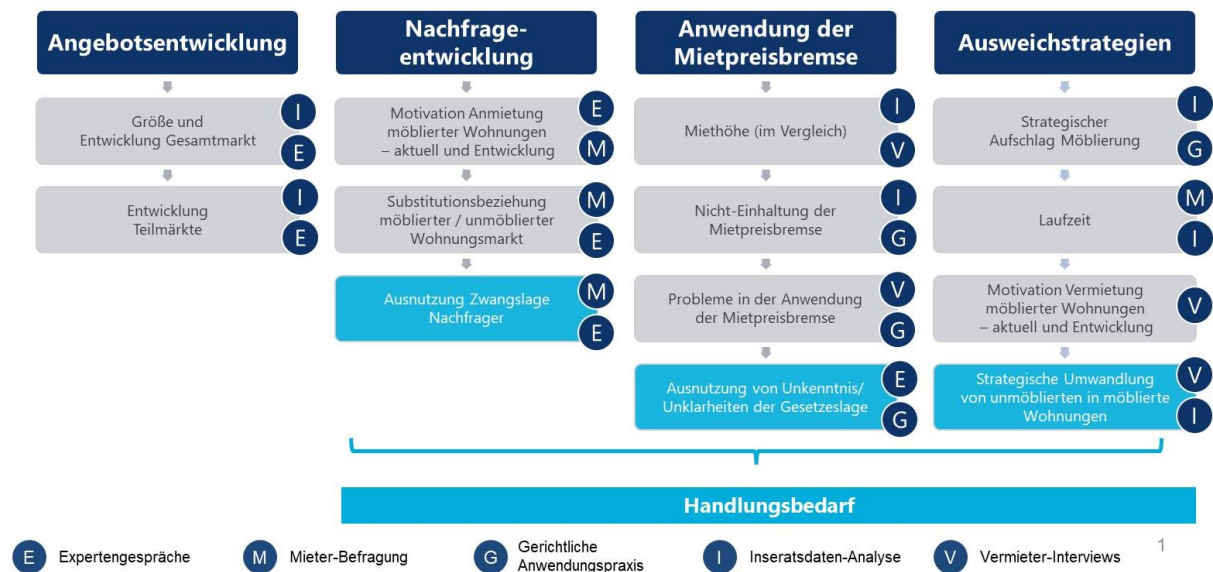 Angebotsentwicklung
Größe und
Entwicklung Gesamtmarkt
I
E
Entwicklung
Teilmärkte
I
E
Nachfrage-
entwicklung
Motivation Anmietung
möblierter Wohnungen
– aktuell und Entwicklung
E
M
Substitutionsbeziehung
möblierter / unmöblierter
Wohnungsmarkt
M
E
Ausnutzung Zwangslage
Nachfrager
M
E
Anwendung der
Mietpreisbremse
Miethöhe (im Vergleich)
I
V
Nicht-Einhaltung der
Mietpreisbremse
I
G
Probleme in der Anwendung
der Mietpreisbremse
V
G
Ausnutzung von Unkenntnis/
Unklarheiten der Gesetzeslage
E
G
Ausweichstrategien
Strategischer
Aufschlag Möblierung
I
G
Laufzeit
M
I
Motivation Vermietung
möblierter Wohnungen
– aktuell und Entwicklung
V
Strategische Umwandlung
von unmöblierten in möblierte
Wohnungen
V
I
Handlungsbedarf
E Expertengespräche
M Mieter-Befragung
G Gerichtliche
Anwendungspraxis
I Inseratsdaten-Analyse
V Vermieter-Interviews
1